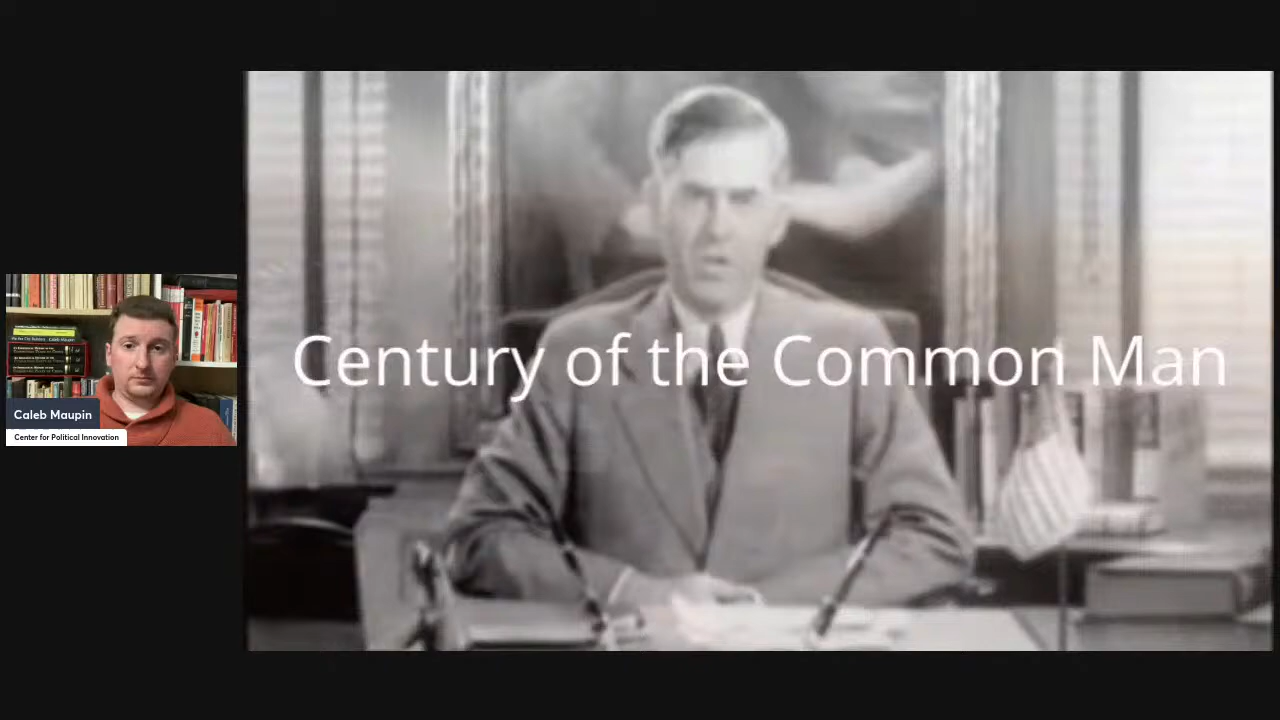 Century of the Common Man
Caleb Maupin
Center for Political Innovation